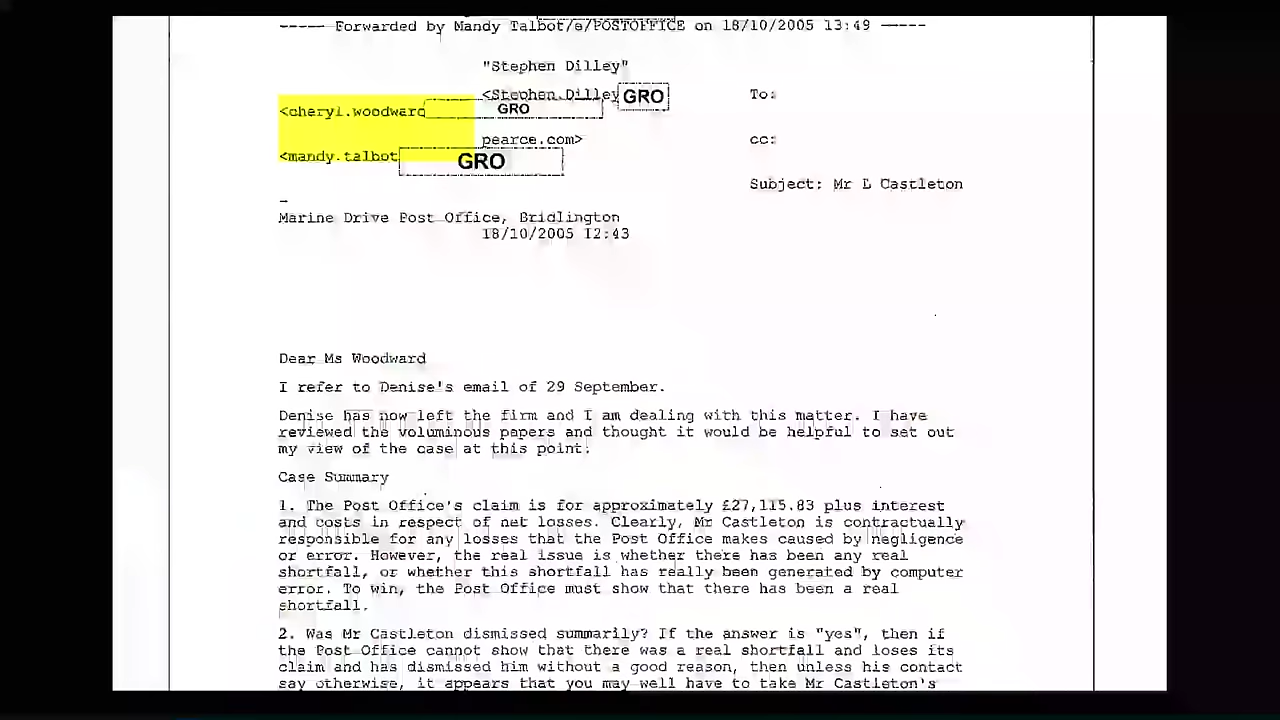 ----- Forwarded by Mandy Talbot/e/POSTOFFICE on 18/10/2005 13:49 -----
"Stephen Dilley"
<Stephen.Dilley GRO To:
<cheryl.woodward GRO
pearce.com> cc:
<mandy.talbot GRO
Subject: Mr L Castleton
–
Marine Drive Post Office, Bridlington
18/10/2005 12:43
Dear Ms Woodward
I refer to Denise's email of 29 September.
Denise has now left the firm and I am dealing with this matter. I have
reviewed the voluminous papers and thought it would be helpful to set out
my view of the case at this point:
Case Summary
1. The Post Office's claim is for approximately £27,115.83 plus interest
and costs in respect of net losses. Clearly, Mr Castleton is contractually
responsible for any losses that the Post Office makes caused by negligence
or error. However, the real issue is whether there has been any real
shortfall, or whether this shortfall has really been generated by computer
error. To win, the Post Office must show that there has been a real
shortfall.
2. Was Mr Castleton dismissed summarily? If the answer is "yes", then if
the Post Office cannot show that there was a real shortfall and loses its
claim and has dismissed him without a good reason, then unless his contact
say otherwise, it appears that you may well have to take Mr Castleton's